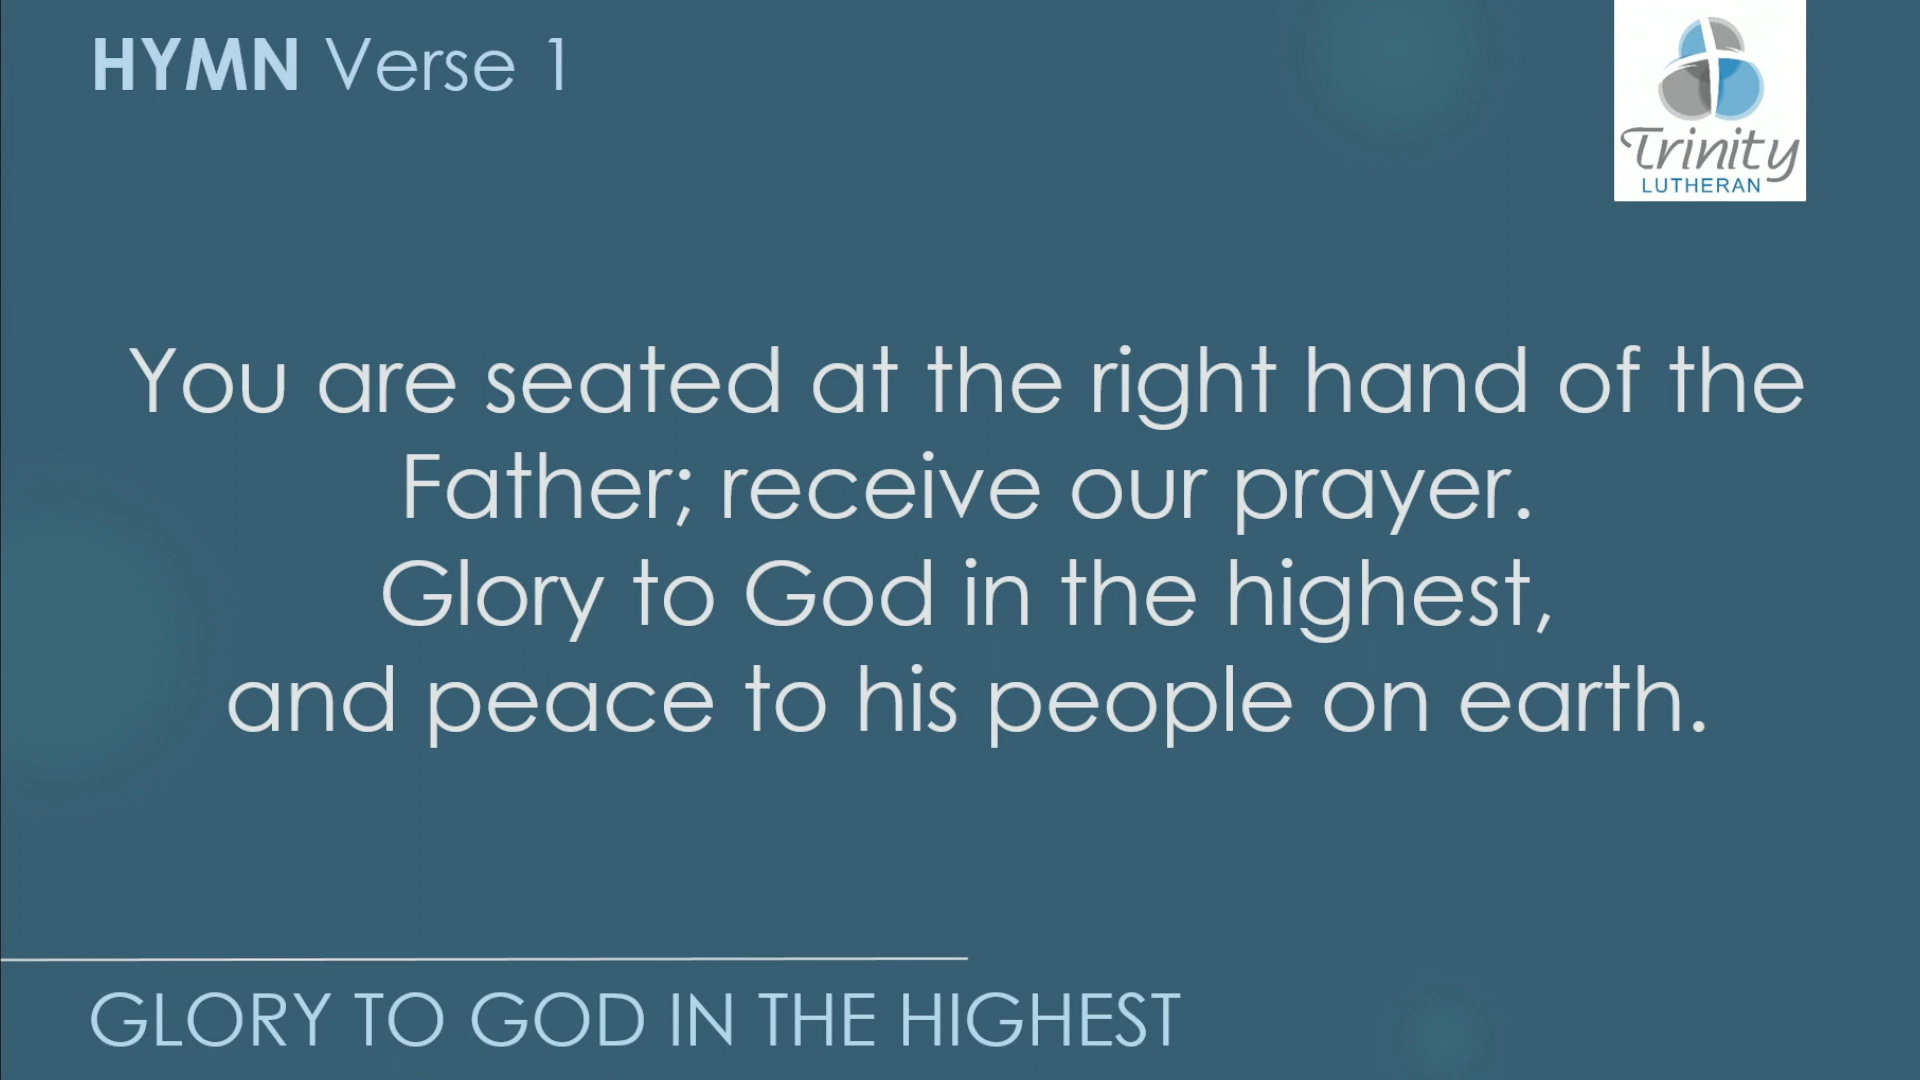 HYMN Verse 1
Trinity
LUTHERAN
You are seated at the right hand of the
Father; receive our prayer.
Glory to God in the highest,
and peace to his people on earth.
GLORY TO GOD IN THE HIGHEST